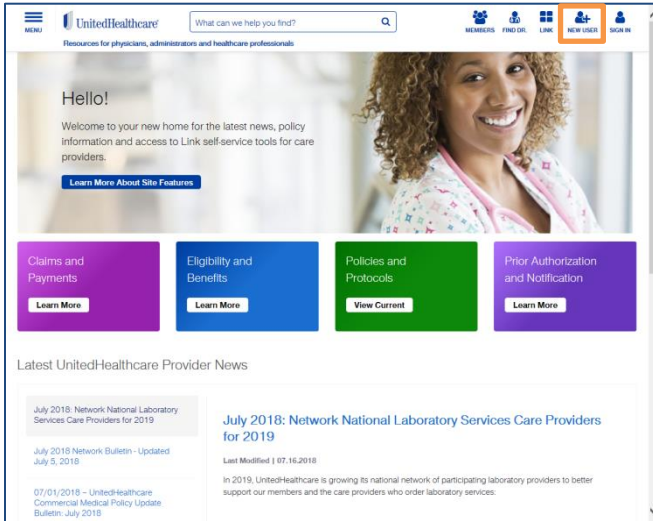 MENU
UnitedHealthcare
What can we help you find?
MEMBERS
FIND DR.
LINK
NEW USER
SIGN IN
Resources for physicians, administrators and healthcare professionals
Hello!
Welcome to your new home for the latest news, policy
information and access to Link self-service tools for care
providers.
Learn More About Site Features
Claims and
Payments
Learn More
Eligibility and
Benefits
Learn More
Policies and
Protocols
View Current
Prior Authorization
and Notification
Learn More
Latest UnitedHealthcare Provider News
July 2018: Network National Laboratory
Services Care Providers for 2019
July 2018 Network Bulletin - Updated
July 5, 2018
07/01/2018 – UnitedHealthcare
Commercial Medical Policy Update
Bulletin: July 2018
July 2018: Network National Laboratory Services Care Providers
for 2019
Last Modified | 07.16.2018
In 2019, UnitedHealthcare is growing its national network of participating laboratory providers to better
support our members and the care providers who order laboratory services: